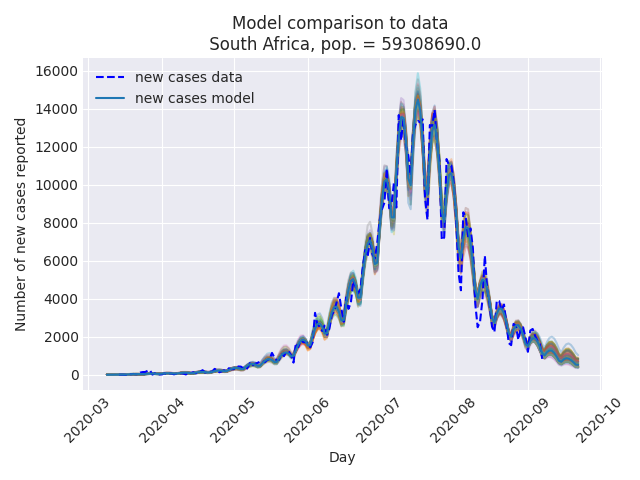 Model comparison to data
South Africa, pop. = 59308690.0
new cases data
new cases model
Number of new cases reported
16000
14000
12000
10000
8000
6000
4000
2000
0
2020-03
2020-04
2020-05
2020-06
2020-07
2020-08
2020-09
2020-10
Day